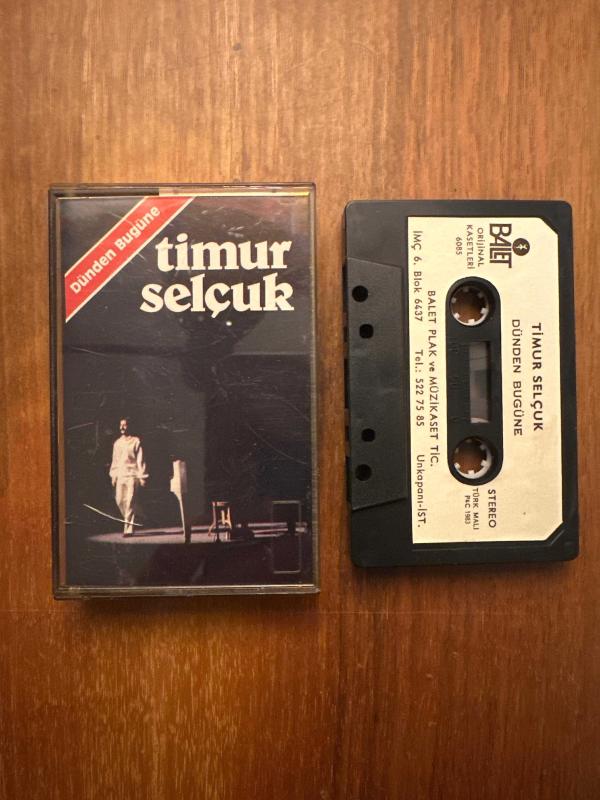 Dünden Bugüne
timur
selçuk
BALET
ORİJİNAL
KASETLERİ
6085
TİMUR SELÇUK
DÜNDEN BUGÜNE
STEREO
TÜRK MALI
P+C 1983
BALET PLAK ve MÜZİKASET TİC.
İMÇ 6. Blok 6437 Tel.: 522 75 85 Unkapanı-İST.